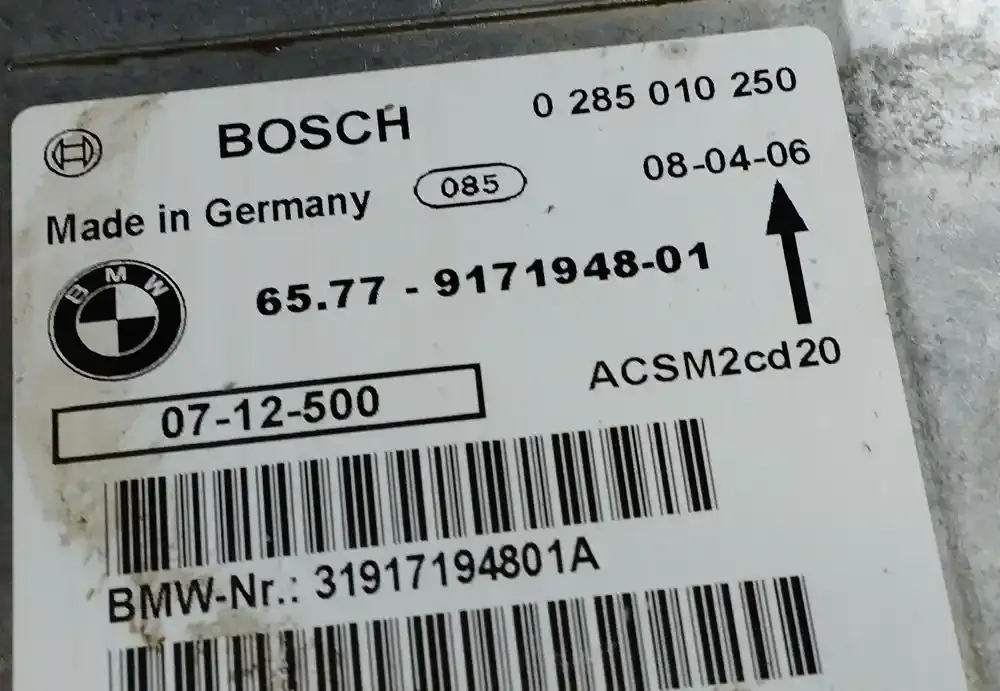 BOSCH 0 285 010 250
Made in Germany 085 08-04-06
BMW 65.77 - 9171948-01
ACSM2cd20
07-12-500
BMW-Nr.: 31917194801A